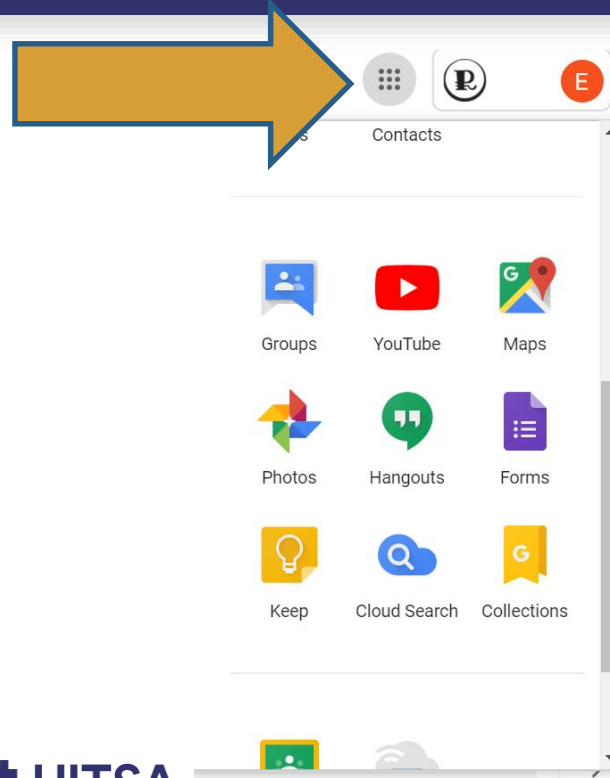 E
Contacts
G
Groups YouTube Maps
Photos Hangouts Forms
G
Keep Cloud Search Collections